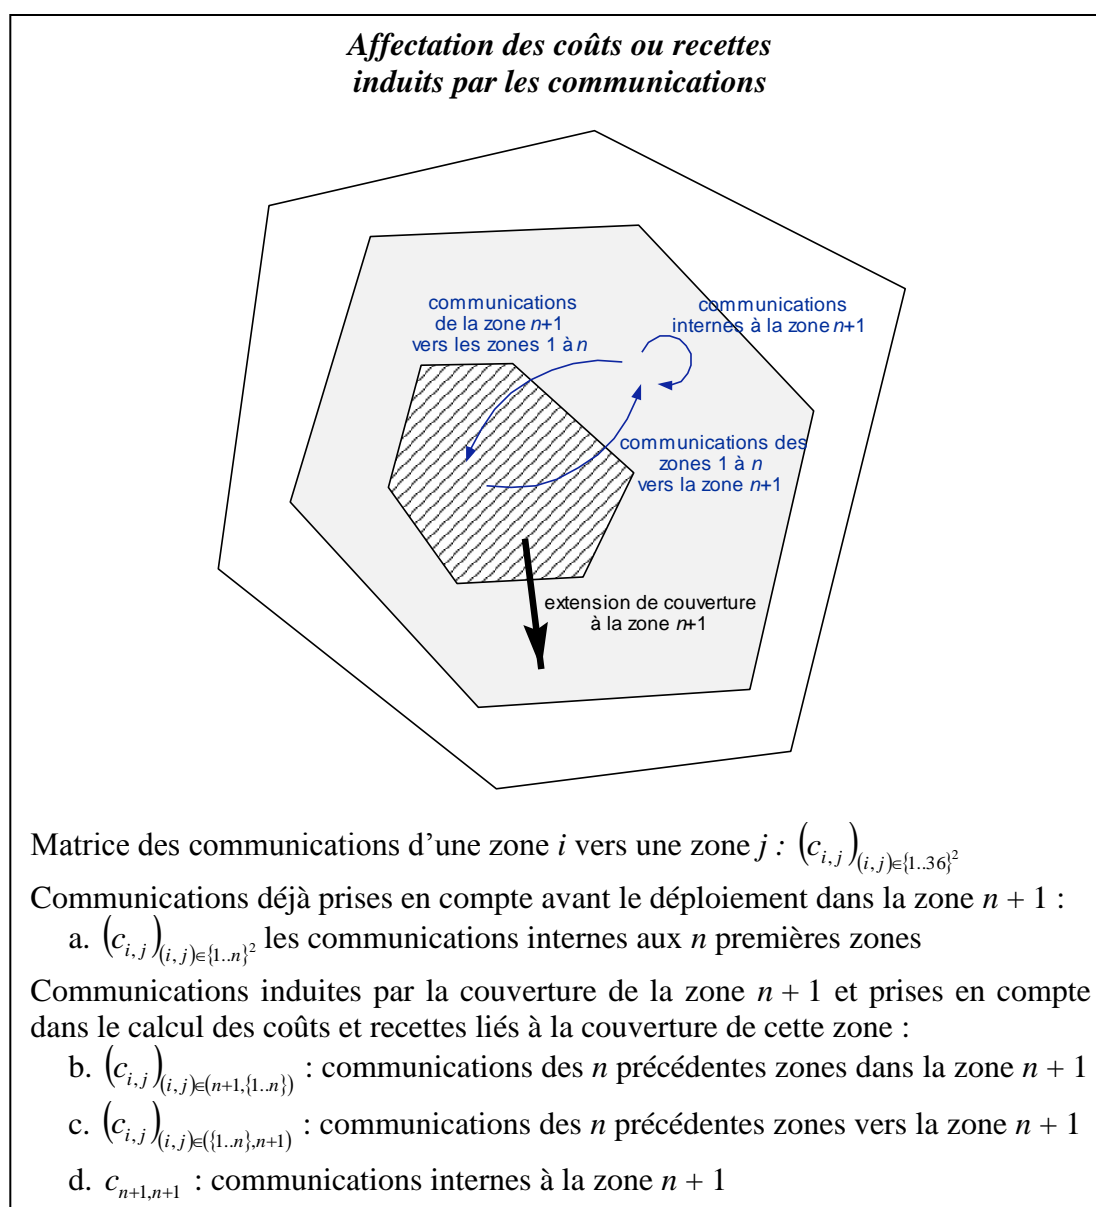 Affectation des coûts ou recettes
induits par les communications
communications
de la zone n+1
vers les zones 1 à n
communications
internes à la zone n+1
communications des
zones 1 à n
vers la zone n+1
extension de couverture
à la zone n+1
Matrice des communications d’une zone i vers une zone j : (c_{i,j})_{(i,j)∈{1..36}²}
Communications déjà prises en compte avant le déploiement dans la zone n + 1 :
a. (c_{i,j})_{(i,j)∈{1..n}²} les communications internes aux n premières zones
Communications induites par la couverture de la zone n + 1 et prises en compte
dans le calcul des coûts et recettes liés à la couverture de cette zone :
b. (c_{i,j})_{(i,j)∈(n+1,{1..n})} : communications des n précédentes zones dans la zone n + 1
c. (c_{i,j})_{(i,j)∈({1..n},n+1)} : communications des n précédentes zones vers la zone n + 1
d. c_{n+1,n+1} : communications internes à la zone n + 1